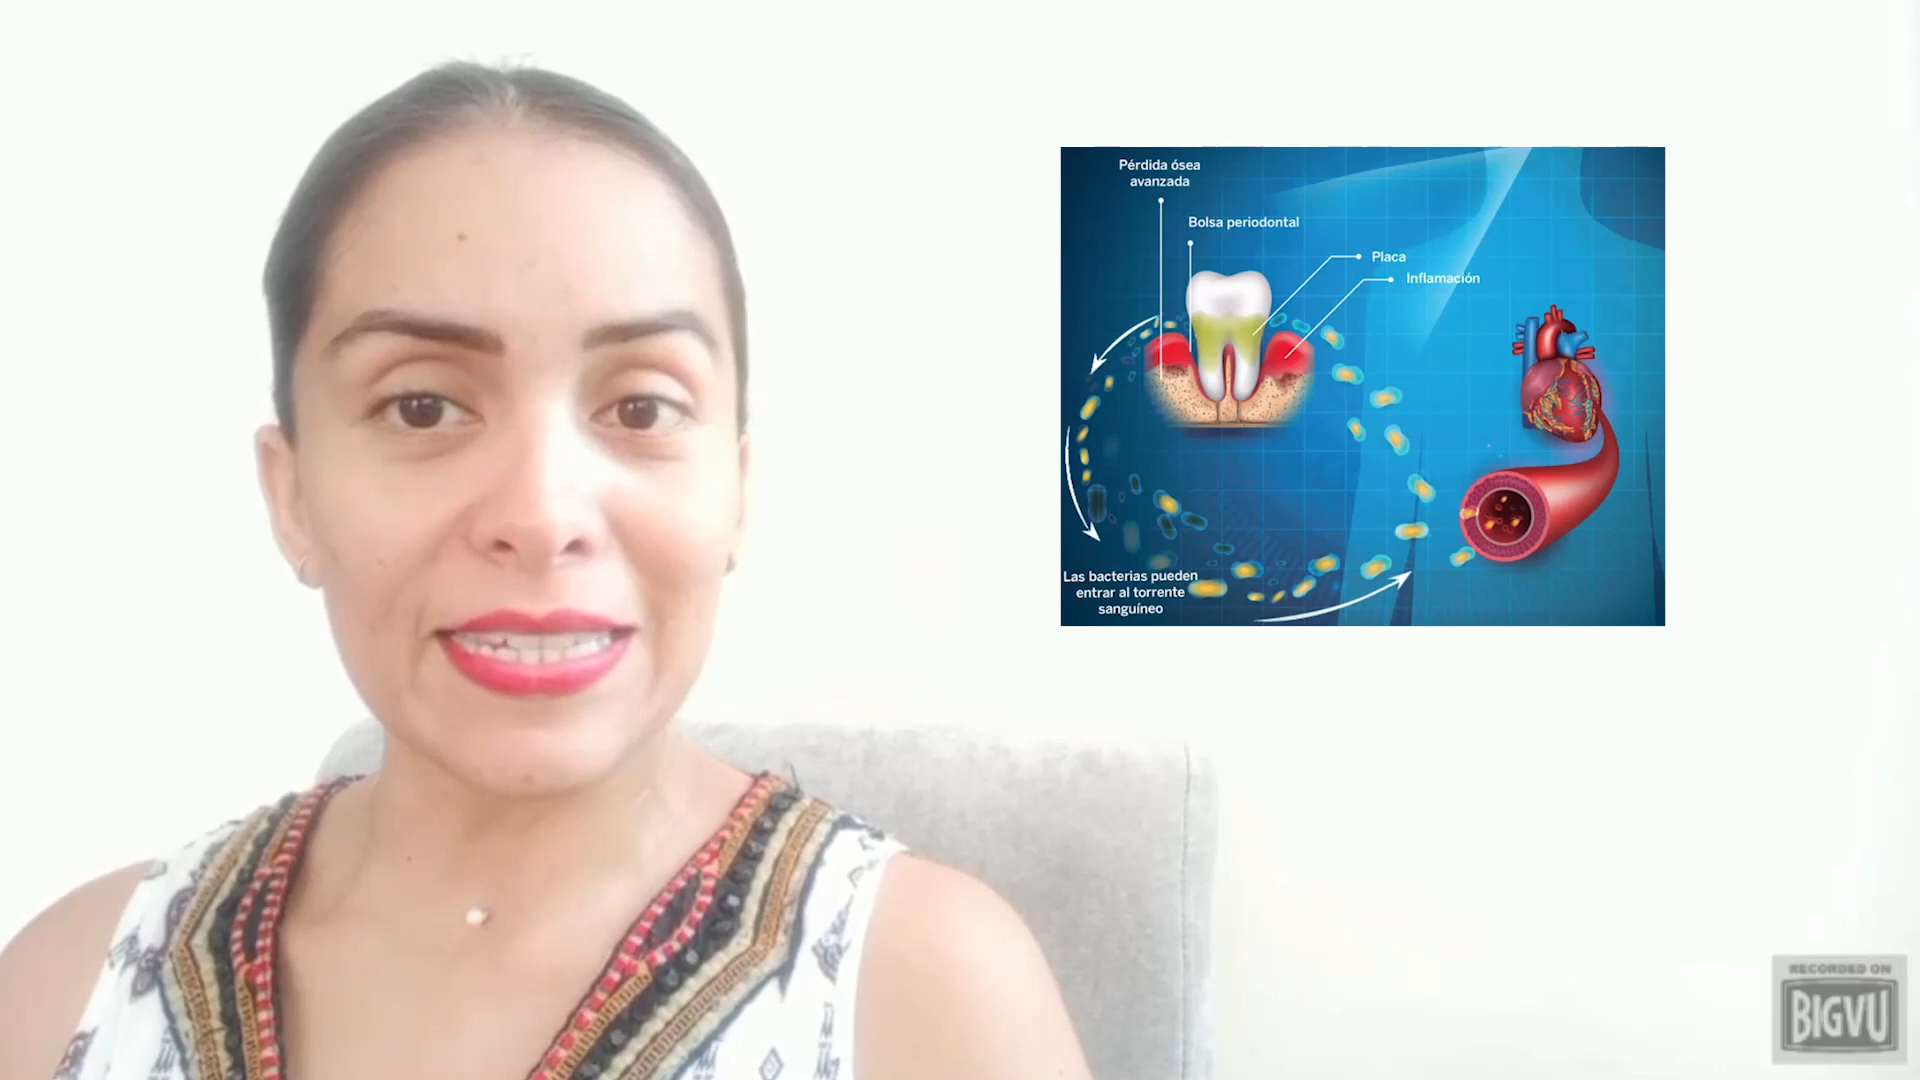 Pérdida ósea
avanzada
Bolsa periodontal
Placa
Inflamación
Las bacterias pueden
entrar al torrente
sanguíneo
RECORDED ON
BIGVU